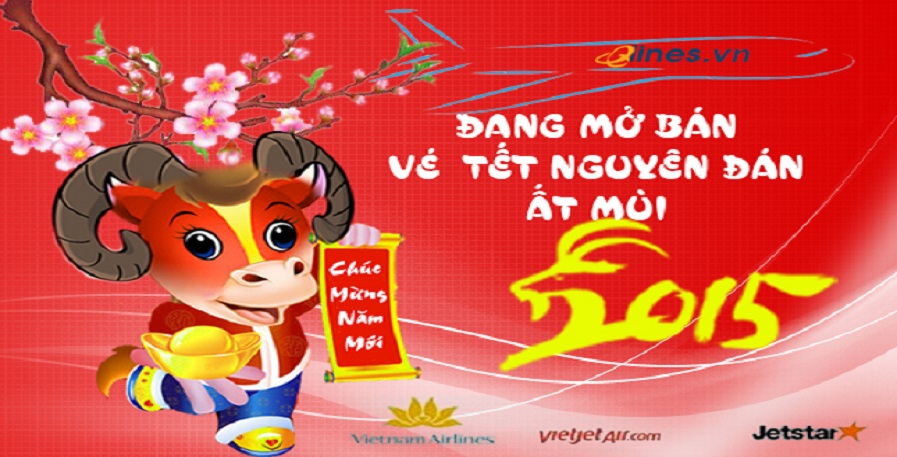 lines.vn
ĐANG MỞ BÁN
VÉ TẾT NGUYÊN ĐÁN
ẤT MÙI
2015
Chúc
Mừng
Năm
Mới
Vietnam Airlines
VietjetAir.com
Jetstar